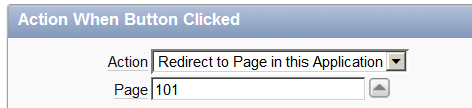 Action When Button Clicked
Action Redirect to Page in this Application
Page 101